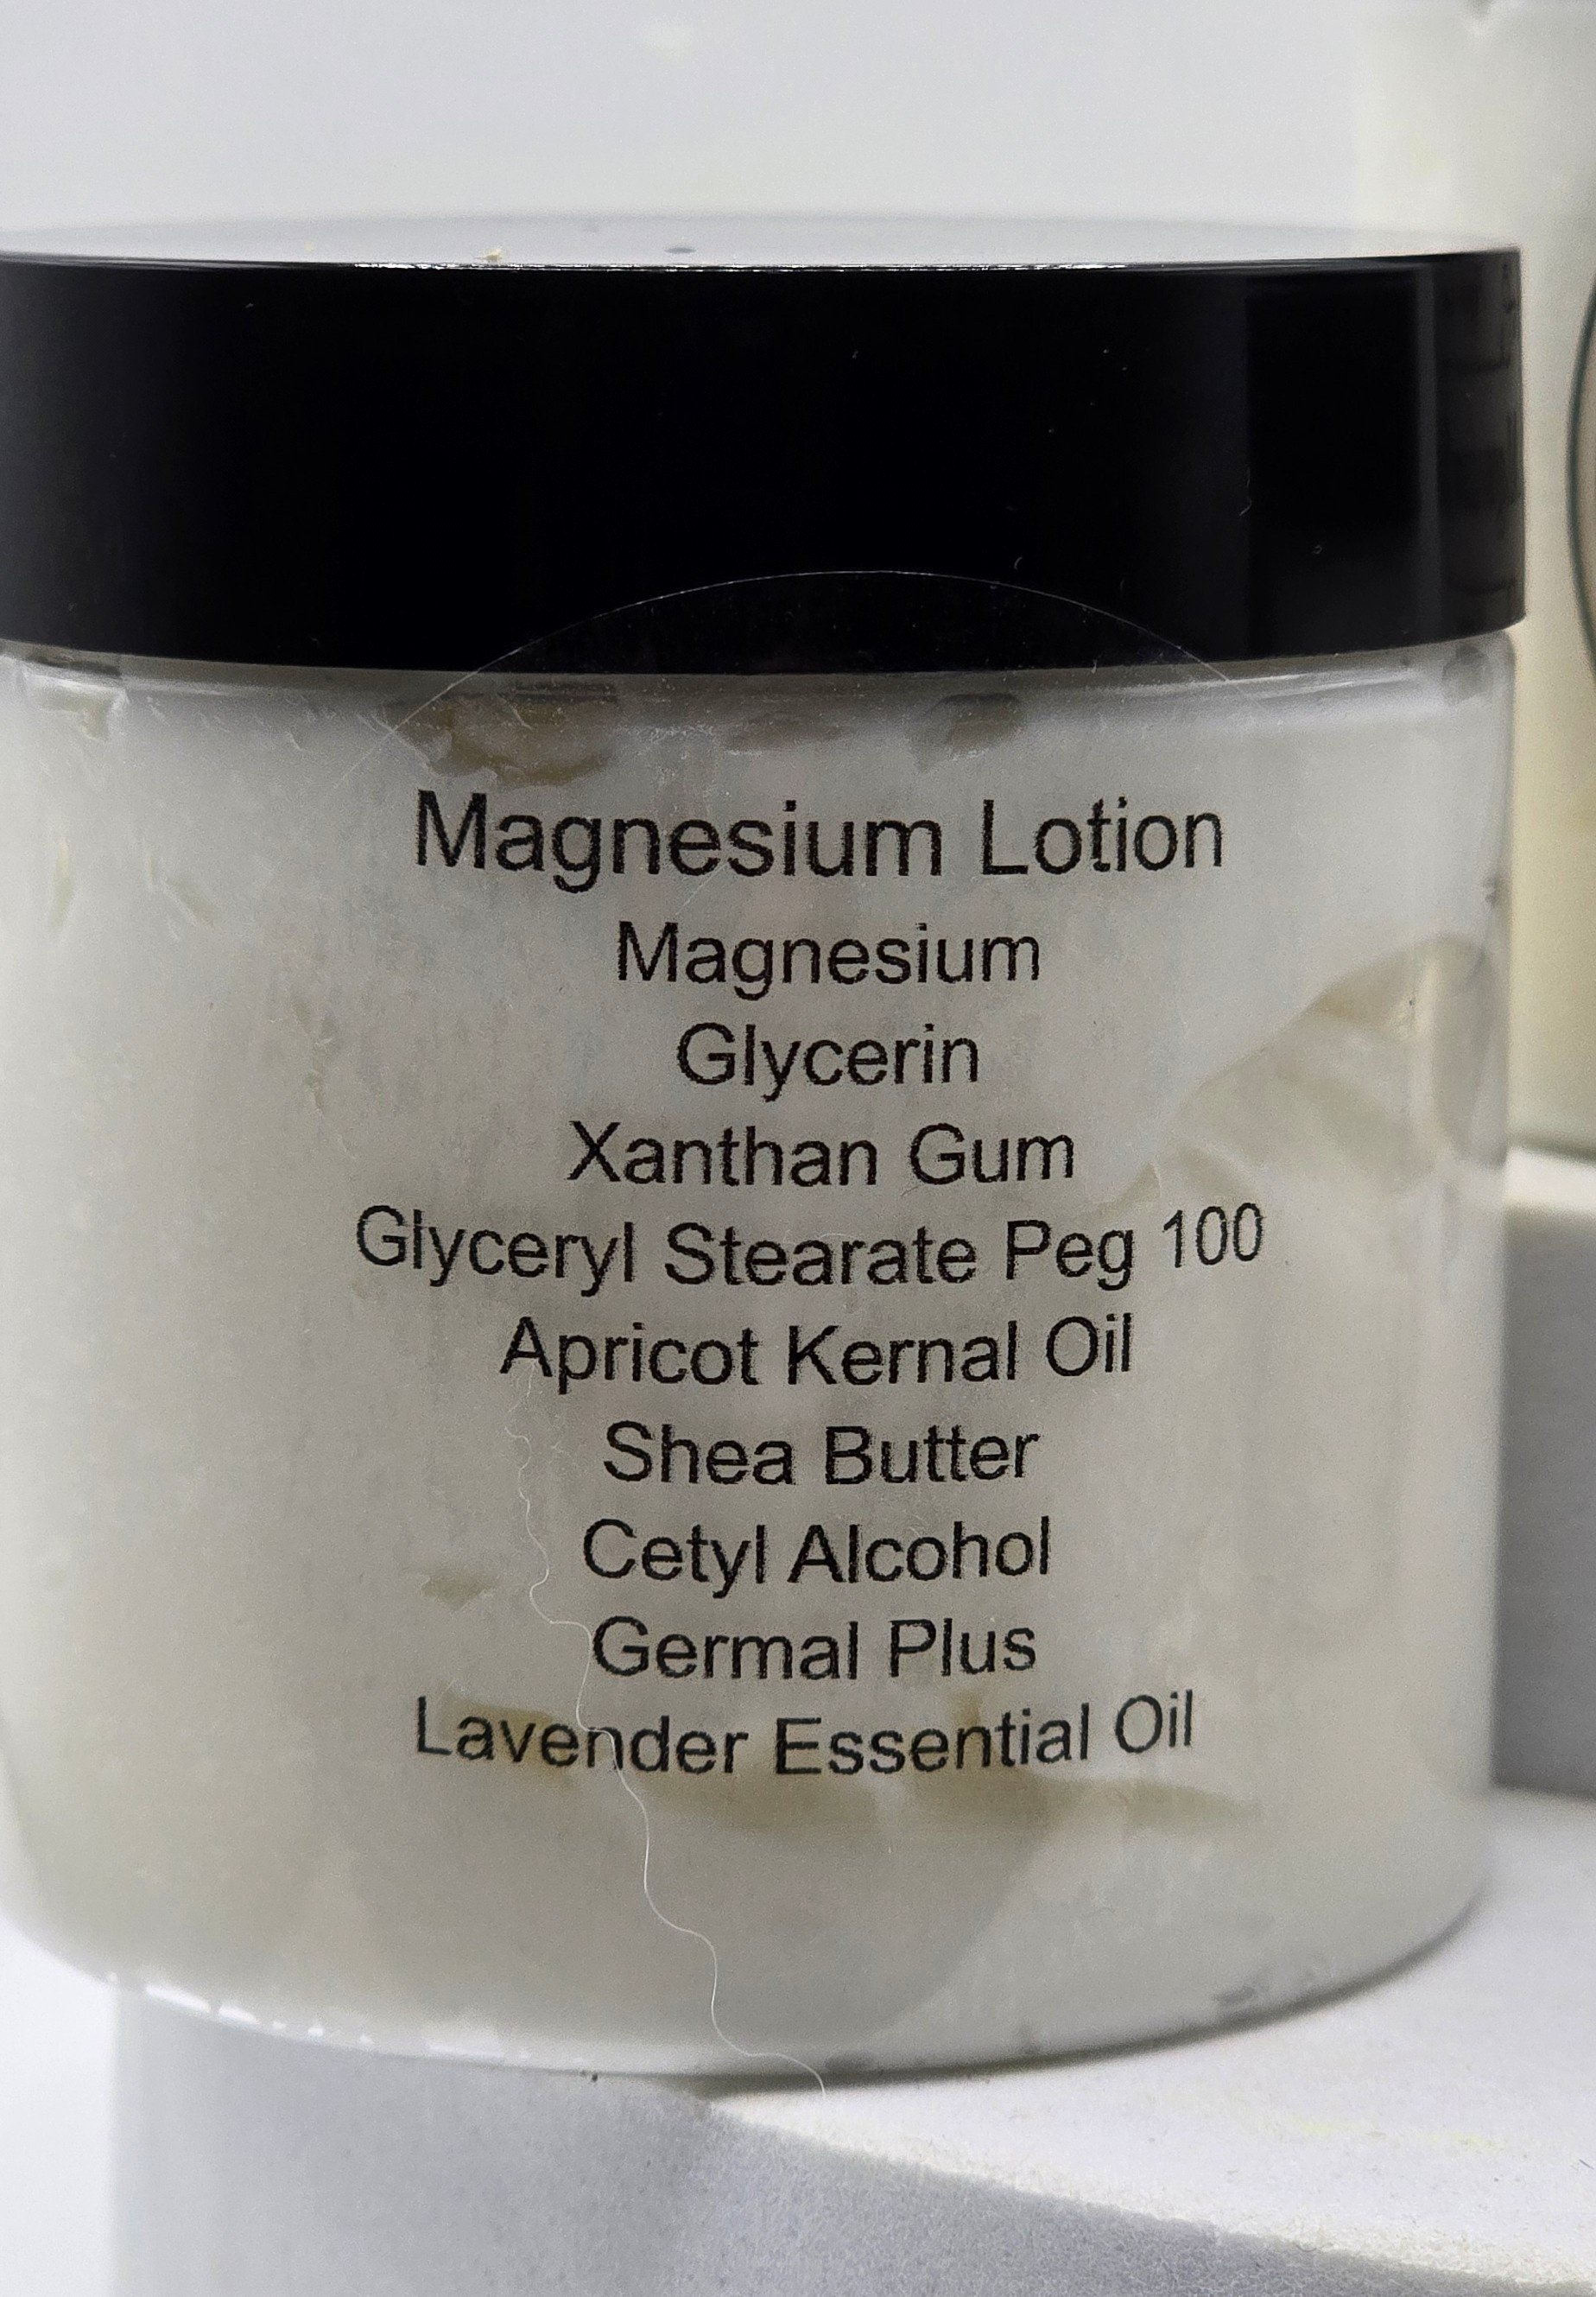 Magnesium Lotion
Magnesium
Glycerin
Xanthan Gum
Glyceryl Stearate Peg 100
Apricot Kernal Oil
Shea Butter
Cetyl Alcohol
Germal Plus
Lavender Essential Oil